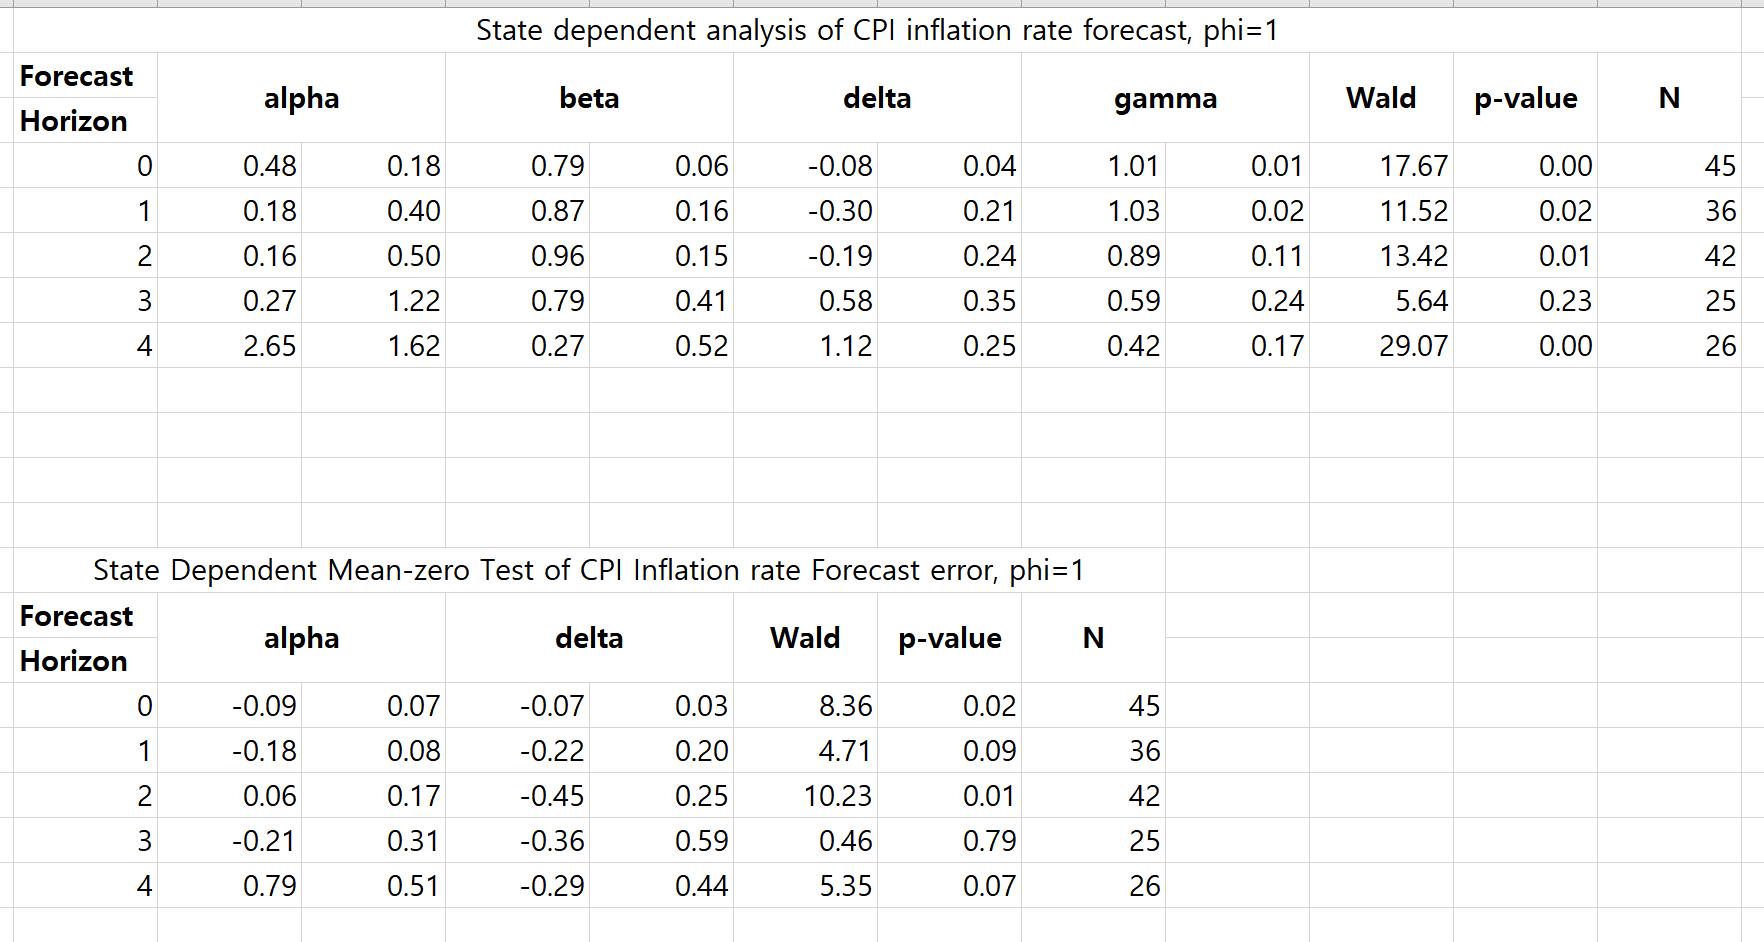 State dependent analysis of CPI inflation rate forecast, phi=1
Forecast
Horizon alpha beta delta gamma Wald p-value N
0 0.48 0.18 0.79 0.06 -0.08 0.04 1.01 0.01 17.67 0.00 45
1 0.18 0.40 0.87 0.16 -0.30 0.21 1.03 0.02 11.52 0.02 36
2 0.16 0.50 0.96 0.15 -0.19 0.24 0.89 0.11 13.42 0.01 42
3 0.27 1.22 0.79 0.41 0.58 0.35 0.59 0.24 5.64 0.23 25
4 2.65 1.62 0.27 0.52 1.12 0.25 0.42 0.17 29.07 0.00 26
State Dependent Mean-zero Test of CPI Inflation rate Forecast error, phi=1
Forecast
Horizon alpha delta Wald p-value N
0 -0.09 0.07 -0.07 0.03 8.36 0.02 45
1 -0.18 0.08 -0.22 0.20 4.71 0.09 36
2 0.06 0.17 -0.45 0.25 10.23 0.01 42
3 -0.21 0.31 -0.36 0.59 0.46 0.79 25
4 0.79 0.51 -0.29 0.44 5.35 0.07 26